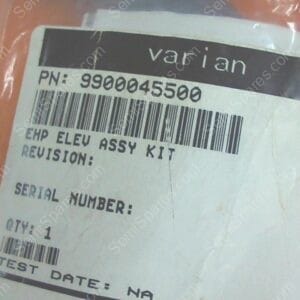 varian
PN: 9900045500
EHP ELEV ASSY KIT
REVISION:
SERIAL NUMBER:
QTY: 1
TEST DATE: NA